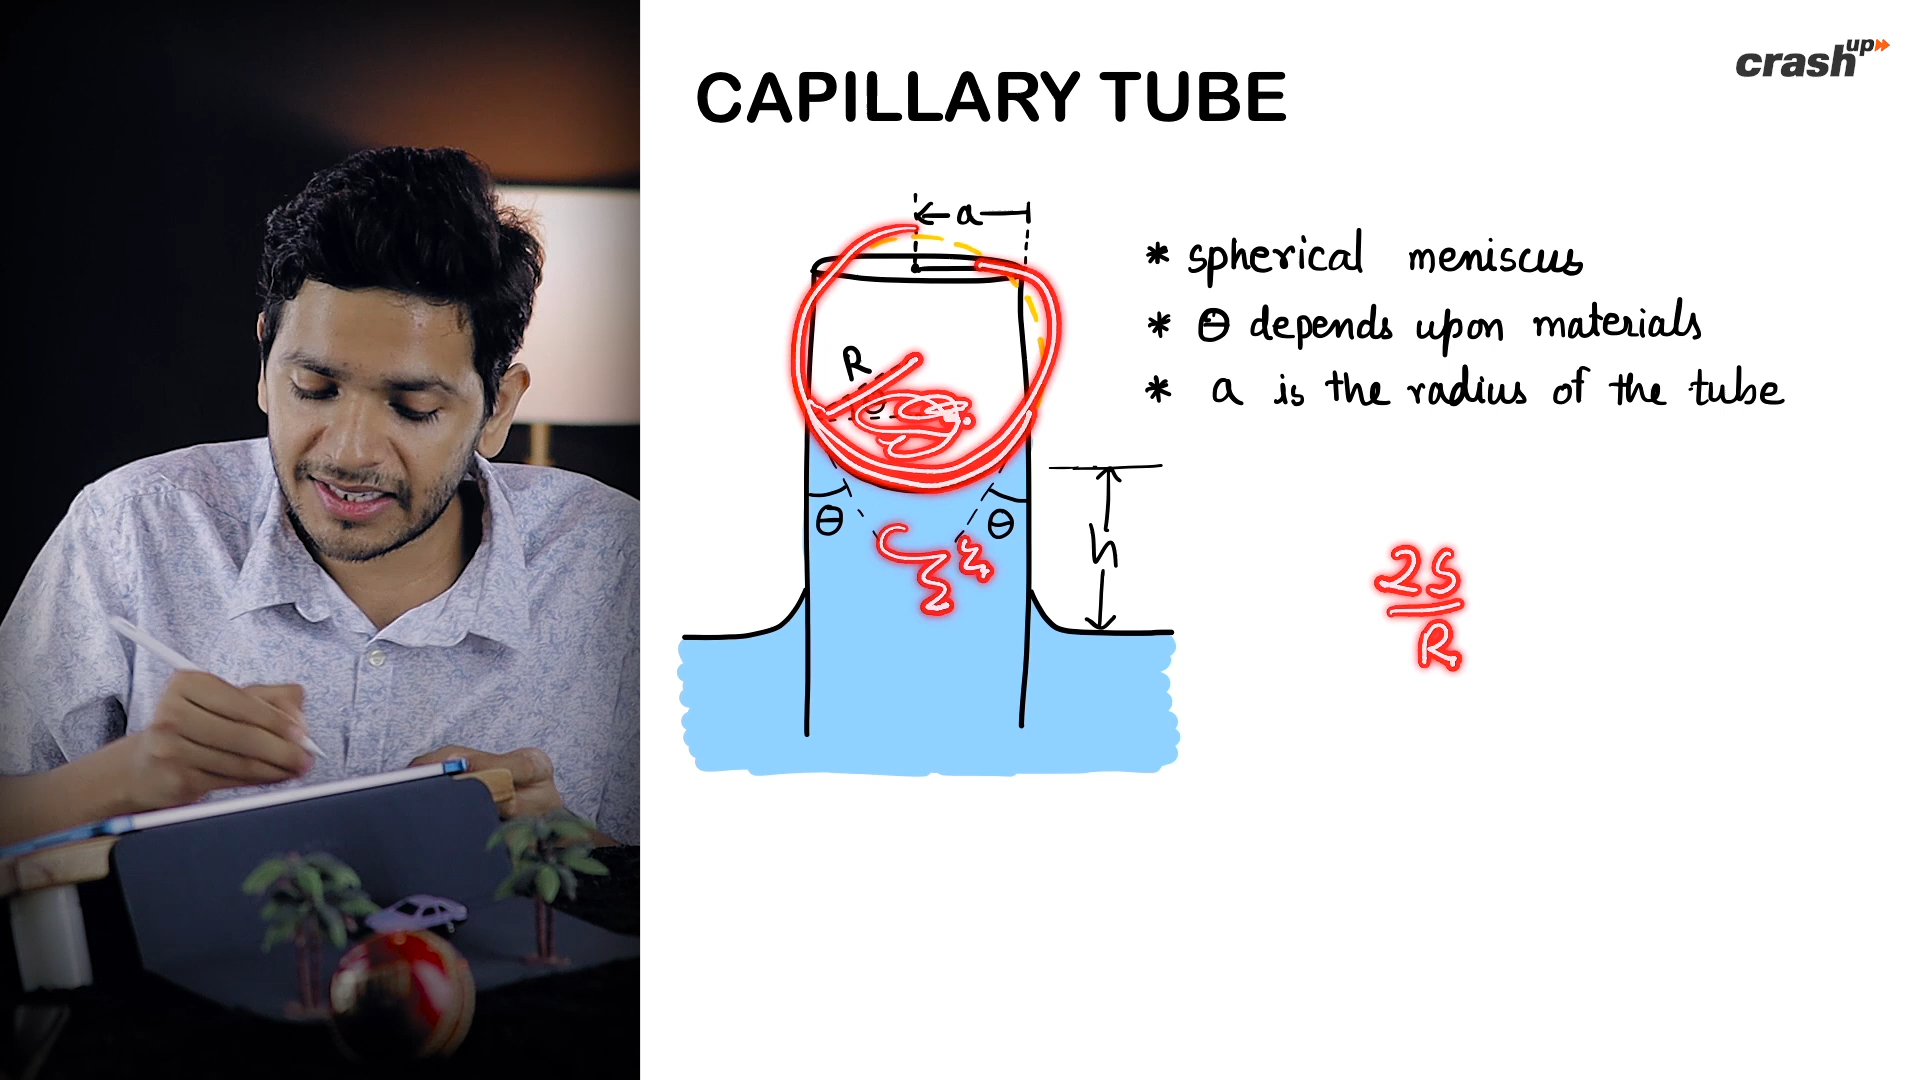 crashup
CAPILLARY TUBE
a
* spherical meniscus
* θ depends upon materials
* a is the radius of the tube
R
θ
θ
h
2S
R